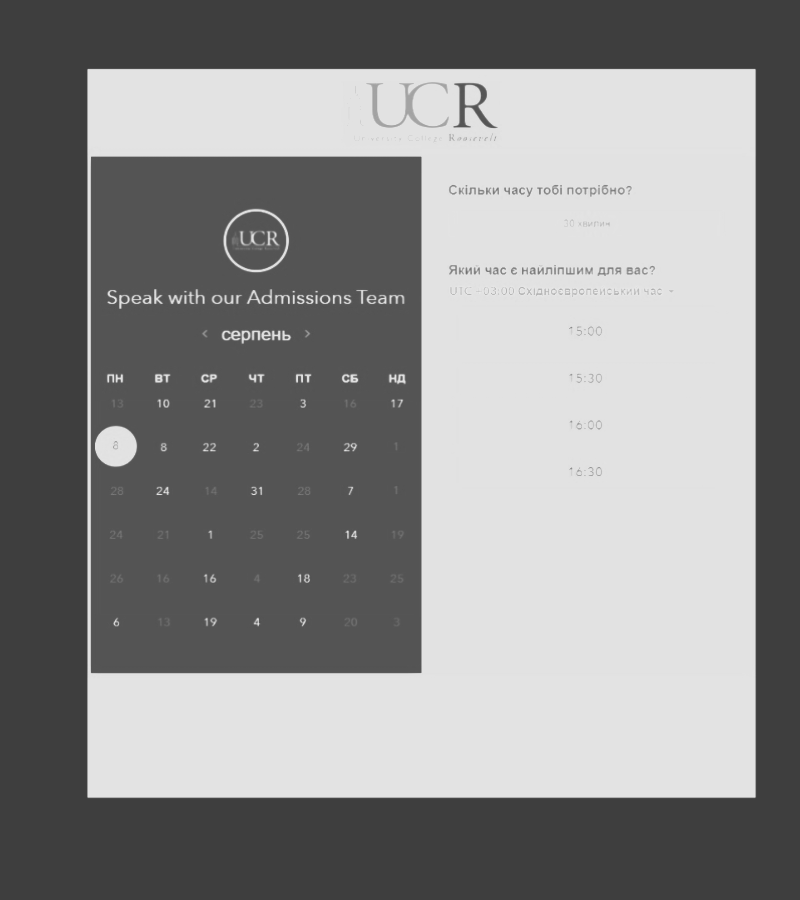 UCR
University College Roosevelt
UCR
Speak with our Admissions Team
‹ серпень ›
ПН ВТ СР ЧТ ПТ СБ НД
13 10 21 23 3 16 17
8 8 22 2 24 29 1
28 24 14 31 28 7 1
24 21 1 25 25 14 19
26 16 16 4 18 23 25
6 13 19 4 9 20 3
Скільки часу тобі потрібно?
30 хвилин
Який час є найліпшим для вас?
UTC -03:00 Східноєвропейський час
15:00
15:30
16:00
16:30